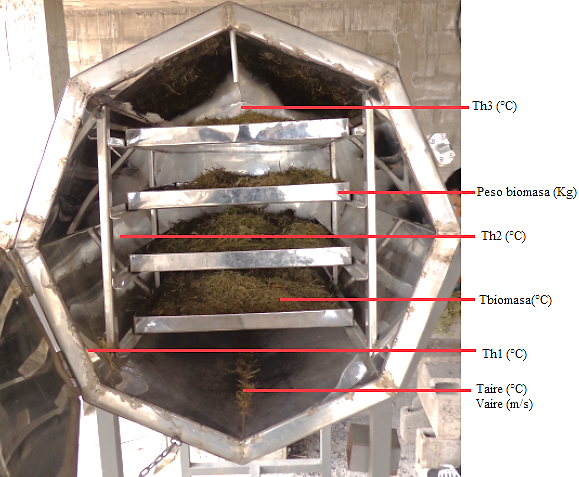 Th3 (°C)
Peso biomasa (Kg)
Th2 (°C)
Tbiomasa(°C)
Th1 (°C)
Taire (°C)
Vaire (m/s)